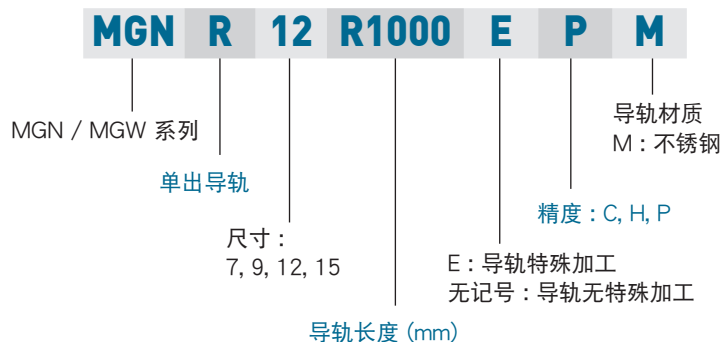 MGN R 12 R1000 E P M
MGN / MGW 系列
单出导轨
尺寸：
7, 9, 12, 15
导轨长度 (mm)
E：导轨特殊加工
无记号：导轨无特殊加工
精度：C, H, P
导轨材质
M：不锈钢